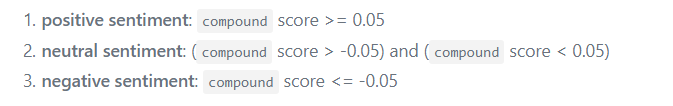 1. positive sentiment: compound score >= 0.05
2. neutral sentiment: ( compound score > -0.05) and ( compound score < 0.05)
3. negative sentiment: compound score <= -0.05